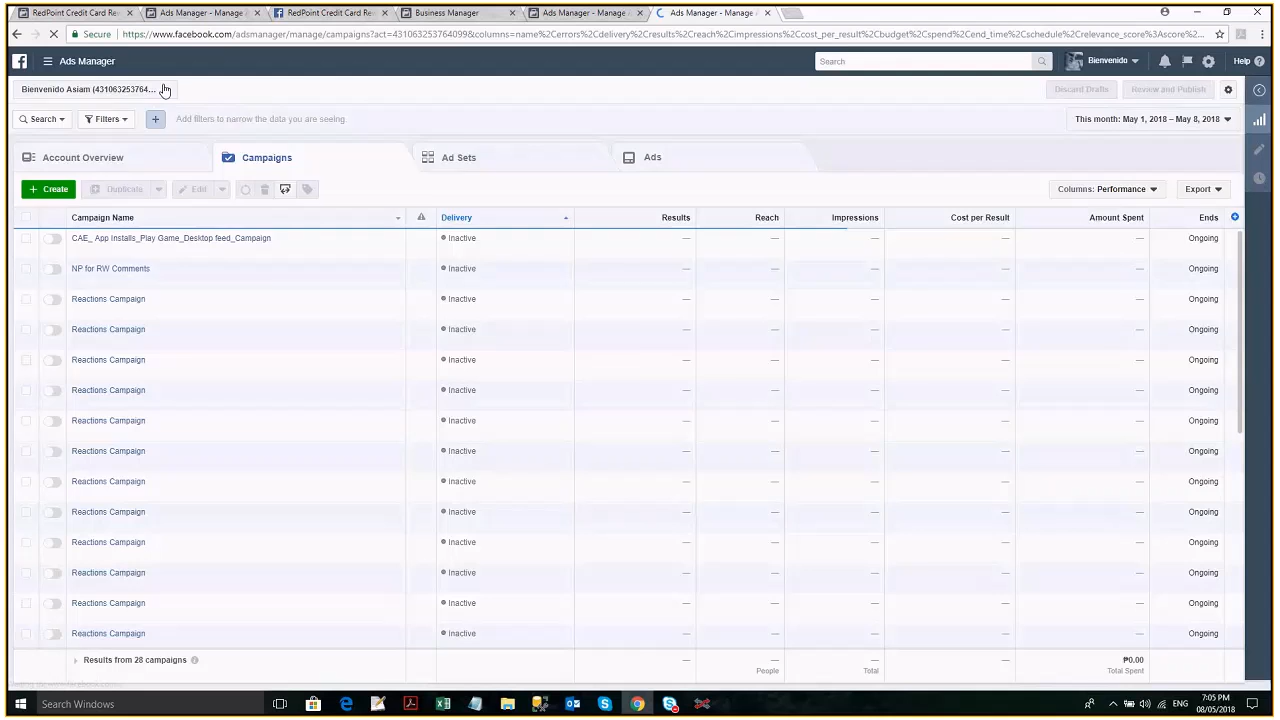 RedPoint Credit Card Re
Ads Manager - Manage A
RedPoint Credit Card Re
Business Manager
Ads Manager - Manage A
Ads Manager - Manage A
Secure
https://www.facebook.com/adsmanager/manage/campaigns?act=431063253764099&columns=name%2Cerrors%2Cdelivery%2Cresults%2Creach%2Cimpressions%2Ccost_per_result%2Cbudget%2Cspend%2Cend_time%2Cschedule%2Crelevance_score%3Ascore%2C...
Ads Manager
Search
Bienvenido
Help
Bienvenido Asiam (431063253764...
Discard Drafts
Review and Publish
Search
Filters
Add filters to narrow the data you are seeing.
This month: May 1, 2018 – May 8, 2018
Account Overview
Campaigns
Ad Sets
Ads
+ Create
Duplicate
Edit
Columns: Performance
Export
Campaign Name Delivery Results Reach Impressions Cost per Result Amount Spent Ends
CAE_ App Installs_Play Game_Desktop feed_Campaign Inactive — — — — — Ongoing
NP for RW Comments Inactive — — — — — Ongoing
Reactions Campaign Inactive — — — — — Ongoing
Reactions Campaign Inactive — — — — — Ongoing
Reactions Campaign Inactive — — — — — Ongoing
Reactions Campaign Inactive — — — — — Ongoing
Reactions Campaign Inactive — — — — — Ongoing
Reactions Campaign Inactive — — — — — Ongoing
Reactions Campaign Inactive — — — — — Ongoing
Reactions Campaign Inactive — — — — — Ongoing
Reactions Campaign Inactive — — — — — Ongoing
Reactions Campaign Inactive — — — — — Ongoing
Reactions Campaign Inactive — — — — — Ongoing
Reactions Campaign Inactive — — — — — Ongoing
Results from 28 campaigns — — — — ₱0.00
People Total Total Spent
Search Windows
ENG
7:05 PM
08/05/2018